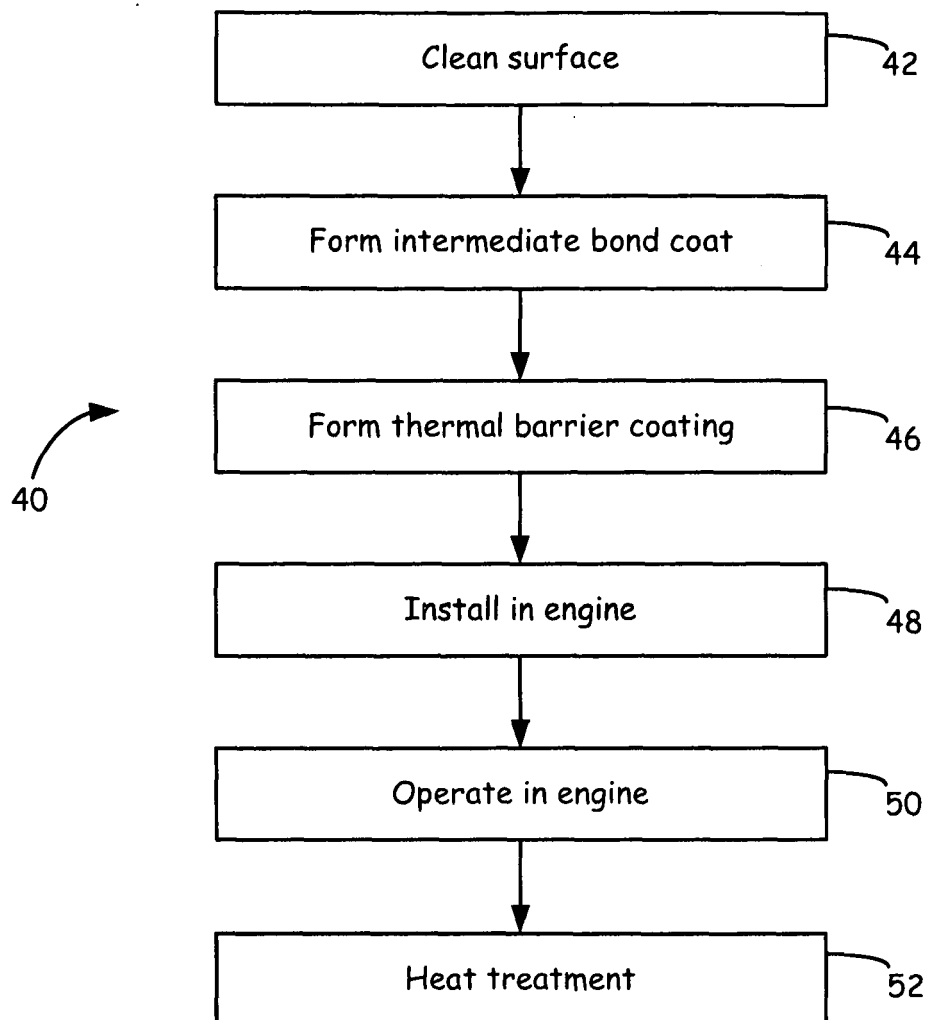 Clean surface
42
Form intermediate bond coat
44
Form thermal barrier coating
46
40
Install in engine
48
Operate in engine
50
Heat treatment
52